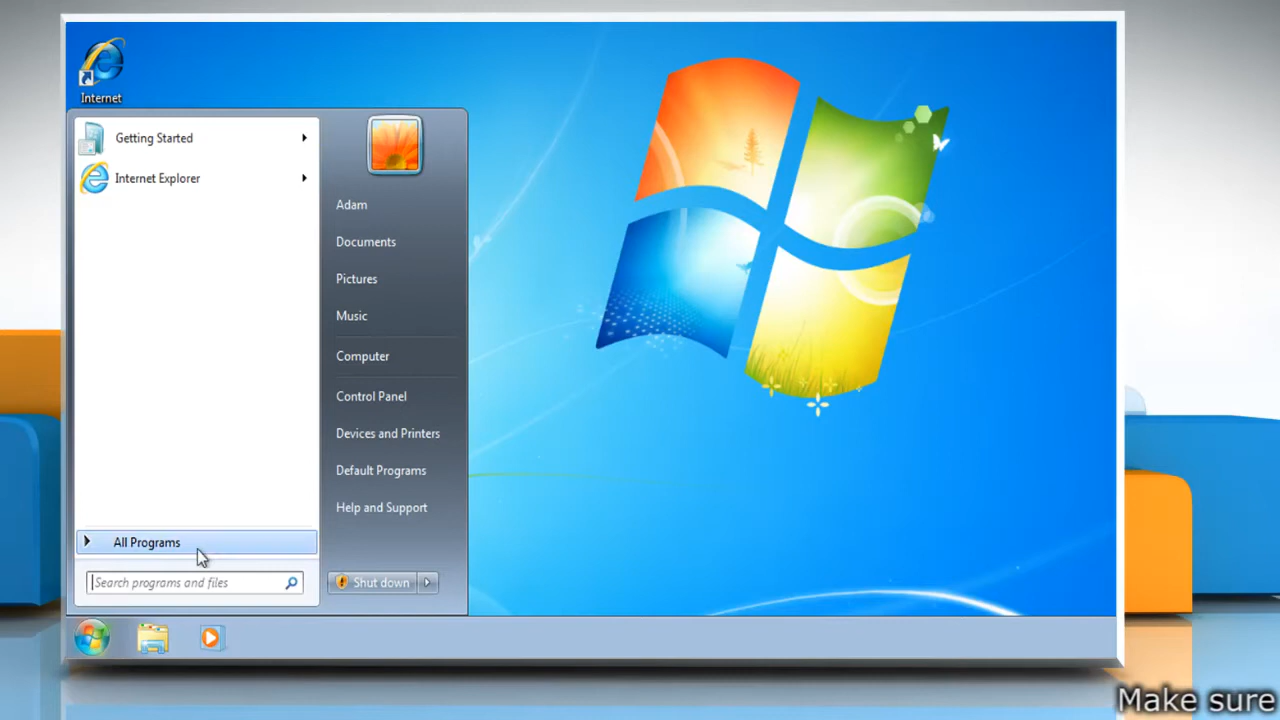 Internet
Getting Started
Internet Explorer
All Programs
Search programs and files
Adam
Documents
Pictures
Music
Computer
Control Panel
Devices and Printers
Default Programs
Help and Support
Shut down
Make sure